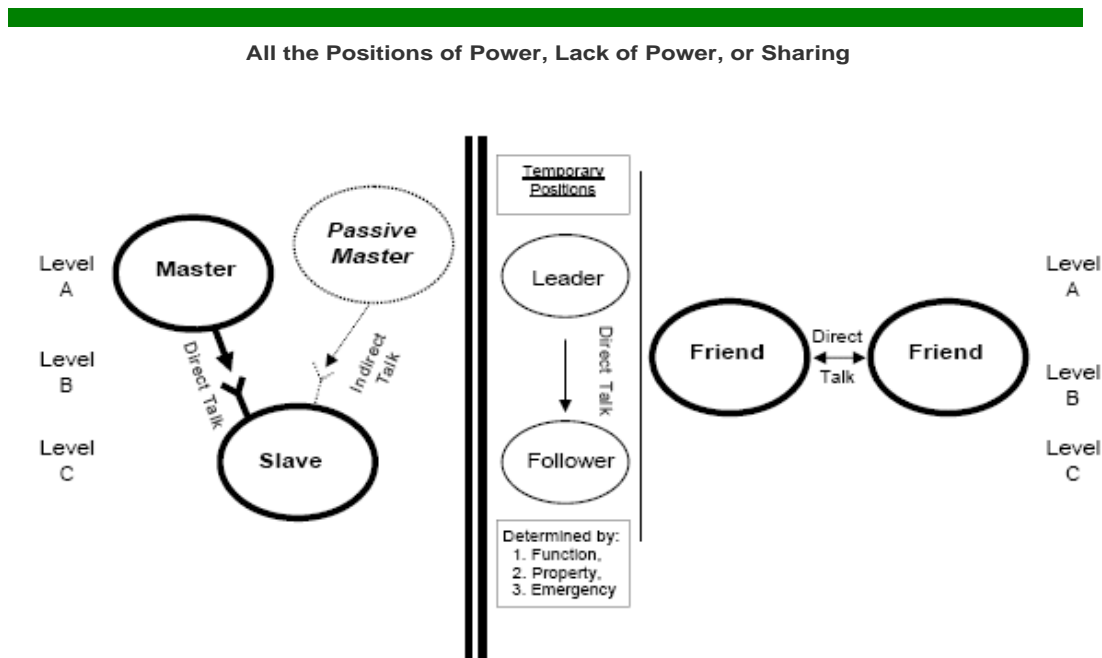 All the Positions of Power, Lack of Power, or Sharing
Level
A
Level
B
Level
C
Master
Passive
Master
Direct Talk
Indirect
Talk
Slave
Temporary
Positions
Leader
Direct Talk
Follower
Determined by:
1. Function,
2. Property,
3. Emergency
Friend
Direct
Talk
Friend
Level
A
Level
B
Level
C